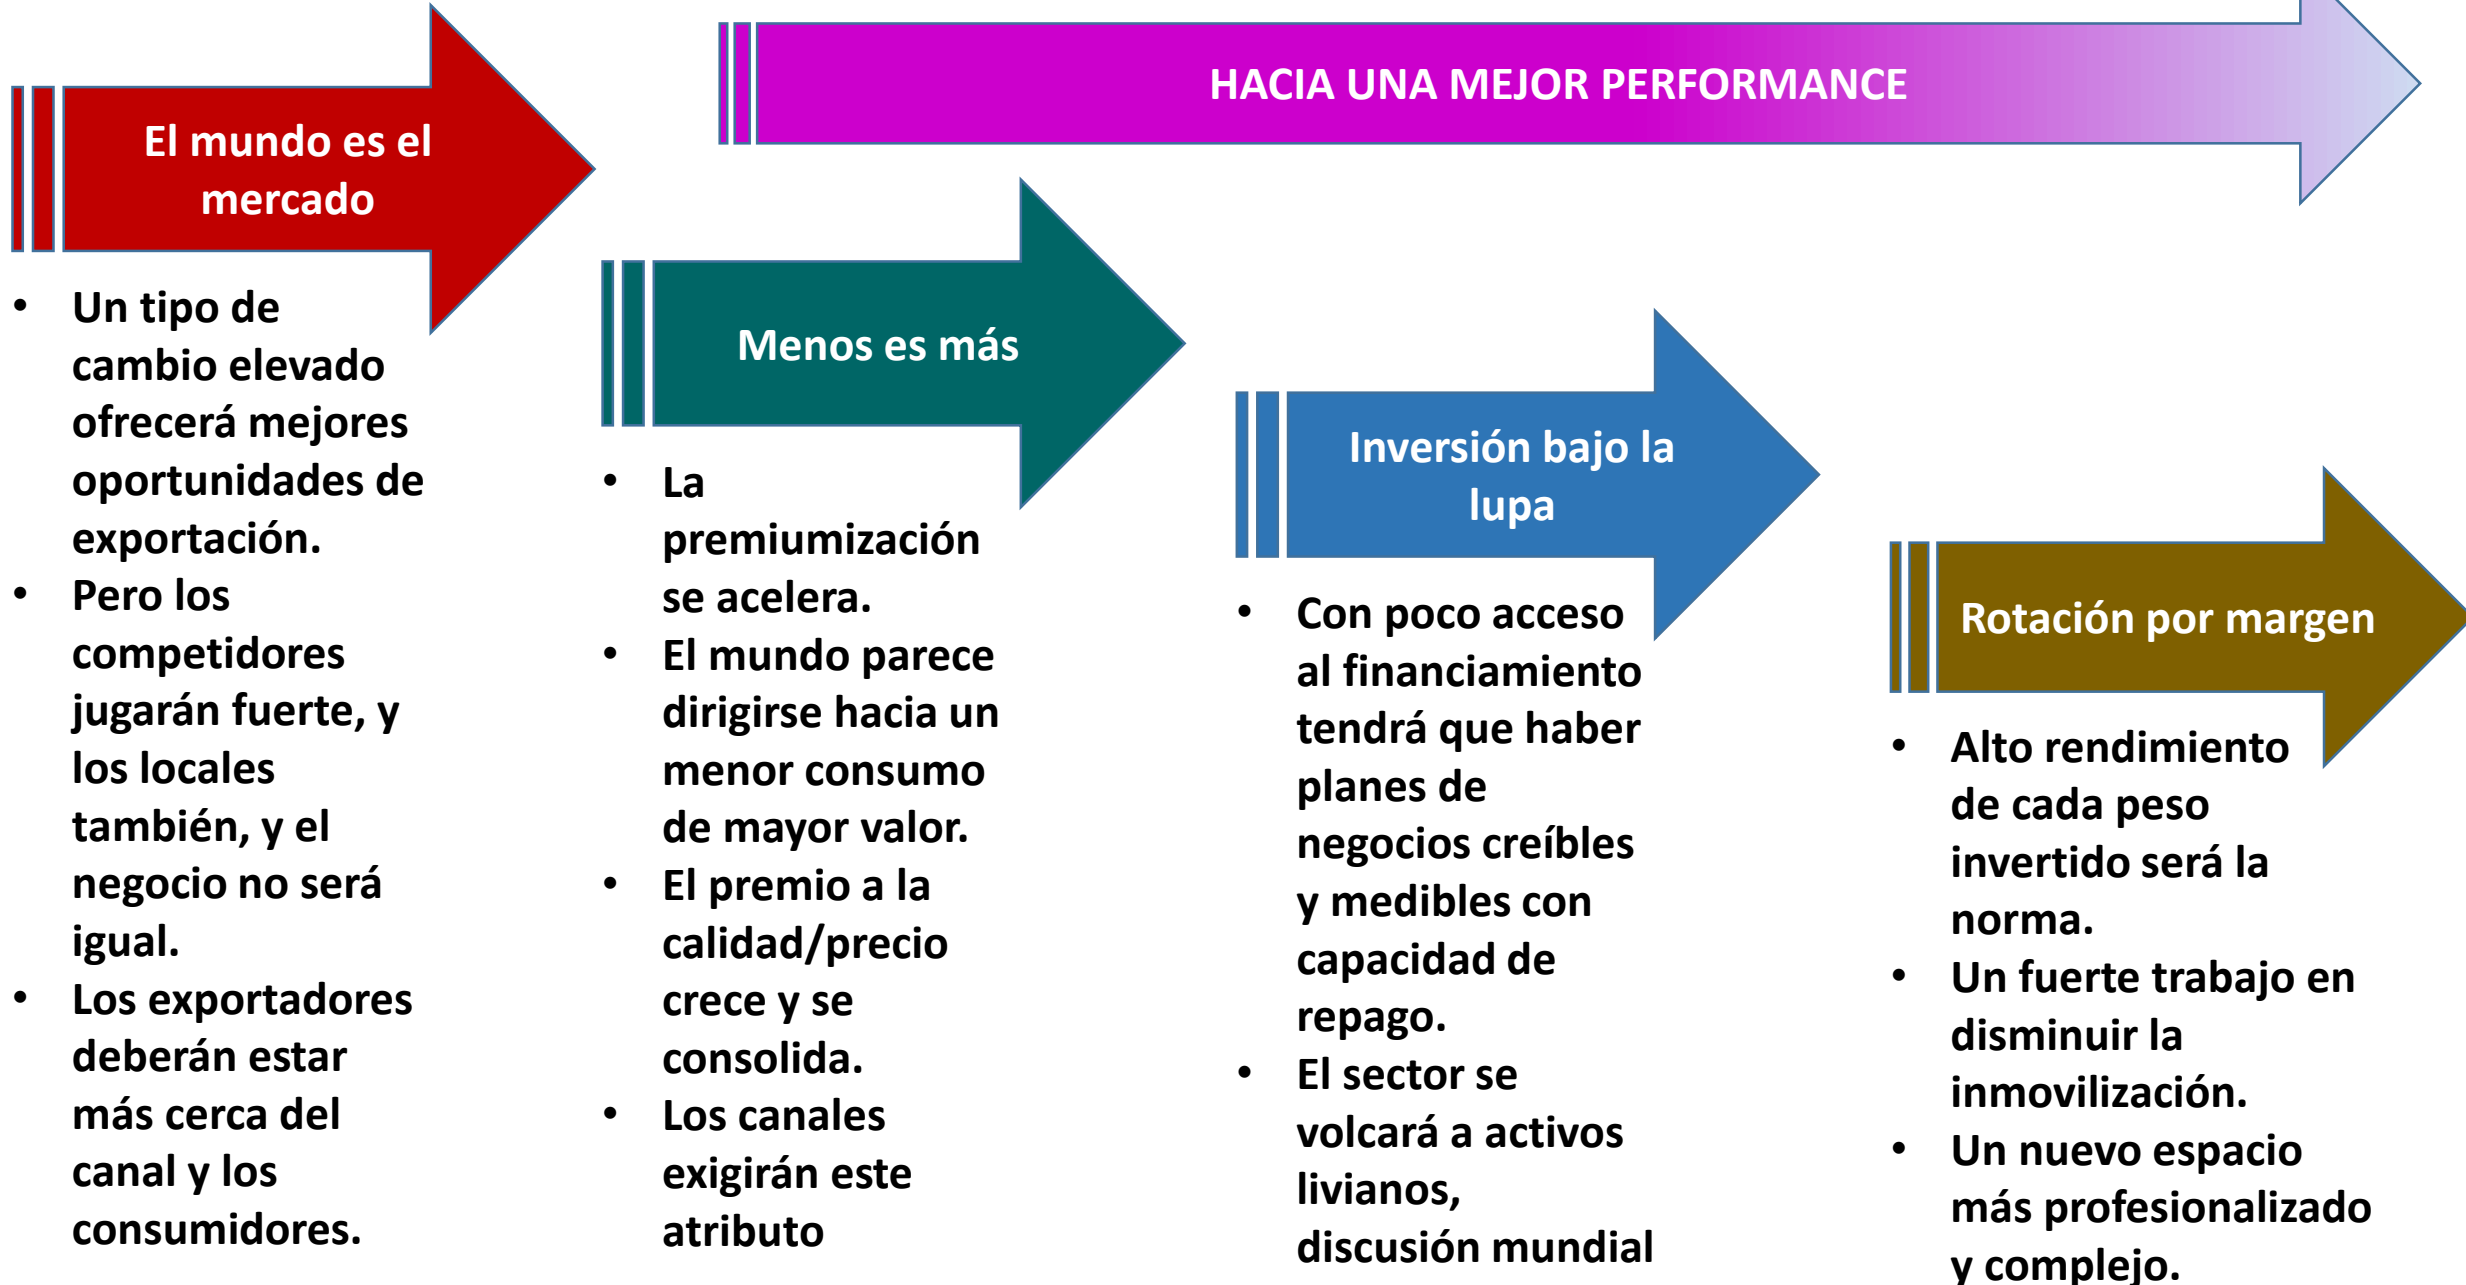 HACIA UNA MEJOR PERFORMANCE
El mundo es el
mercado
• Un tipo de
cambio elevado
ofrecerá mejores
oportunidades de
exportación.
• Pero los
competidores
jugarán fuerte, y
los locales
también, y el
negocio no será
igual.
• Los exportadores
deberán estar
más cerca del
canal y los
consumidores.
Menos es más
• La
premiumización
se acelera.
• El mundo parece
dirigirse hacia un
menor consumo
de mayor valor.
• El premio a la
calidad/precio
crece y se
consolida.
• Los canales
exigirán este
atributo
Inversión bajo la
lupa
• Con poco acceso
al financiamiento
tendrá que haber
planes de
negocios creíbles
y medibles con
capacidad de
repago.
• El sector se
volcará a activos
livianos,
discusión mundial
Rotación por margen
• Alto rendimiento
de cada peso
invertido será la
norma.
• Un fuerte trabajo en
disminuir la
inmovilización.
• Un nuevo espacio
más profesionalizado
y complejo.